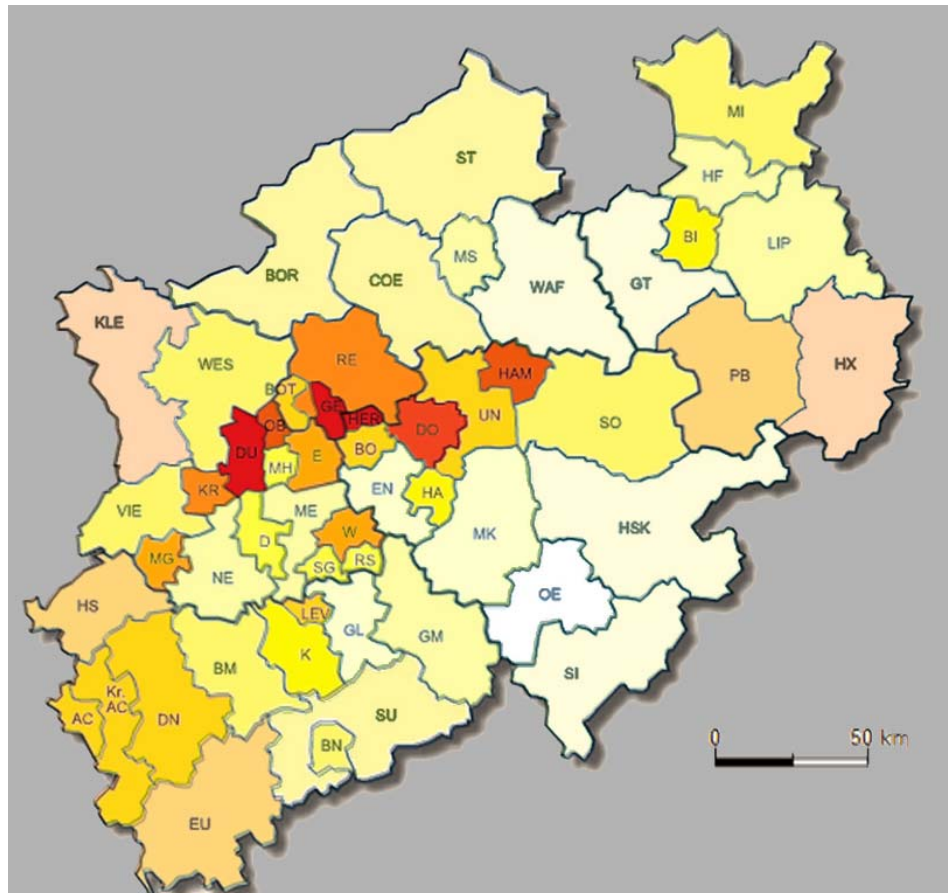 MI
ST
HF
BI
LIP
MS
BOR
COE
WAF
GT
KLE
WES
RE
HAM
PB
HX
BOT
GE
HER
OB
DO
UN
SO
DU
MH
E
BO
KR
EN
HA
VIE
ME
D
W
MK
HSK
MG
NE
SG
RS
HS
LEV
OE
GL
GM
K
BM
SI
Kr.
AC
AC
DN
SU
BN
0
50 km
EU